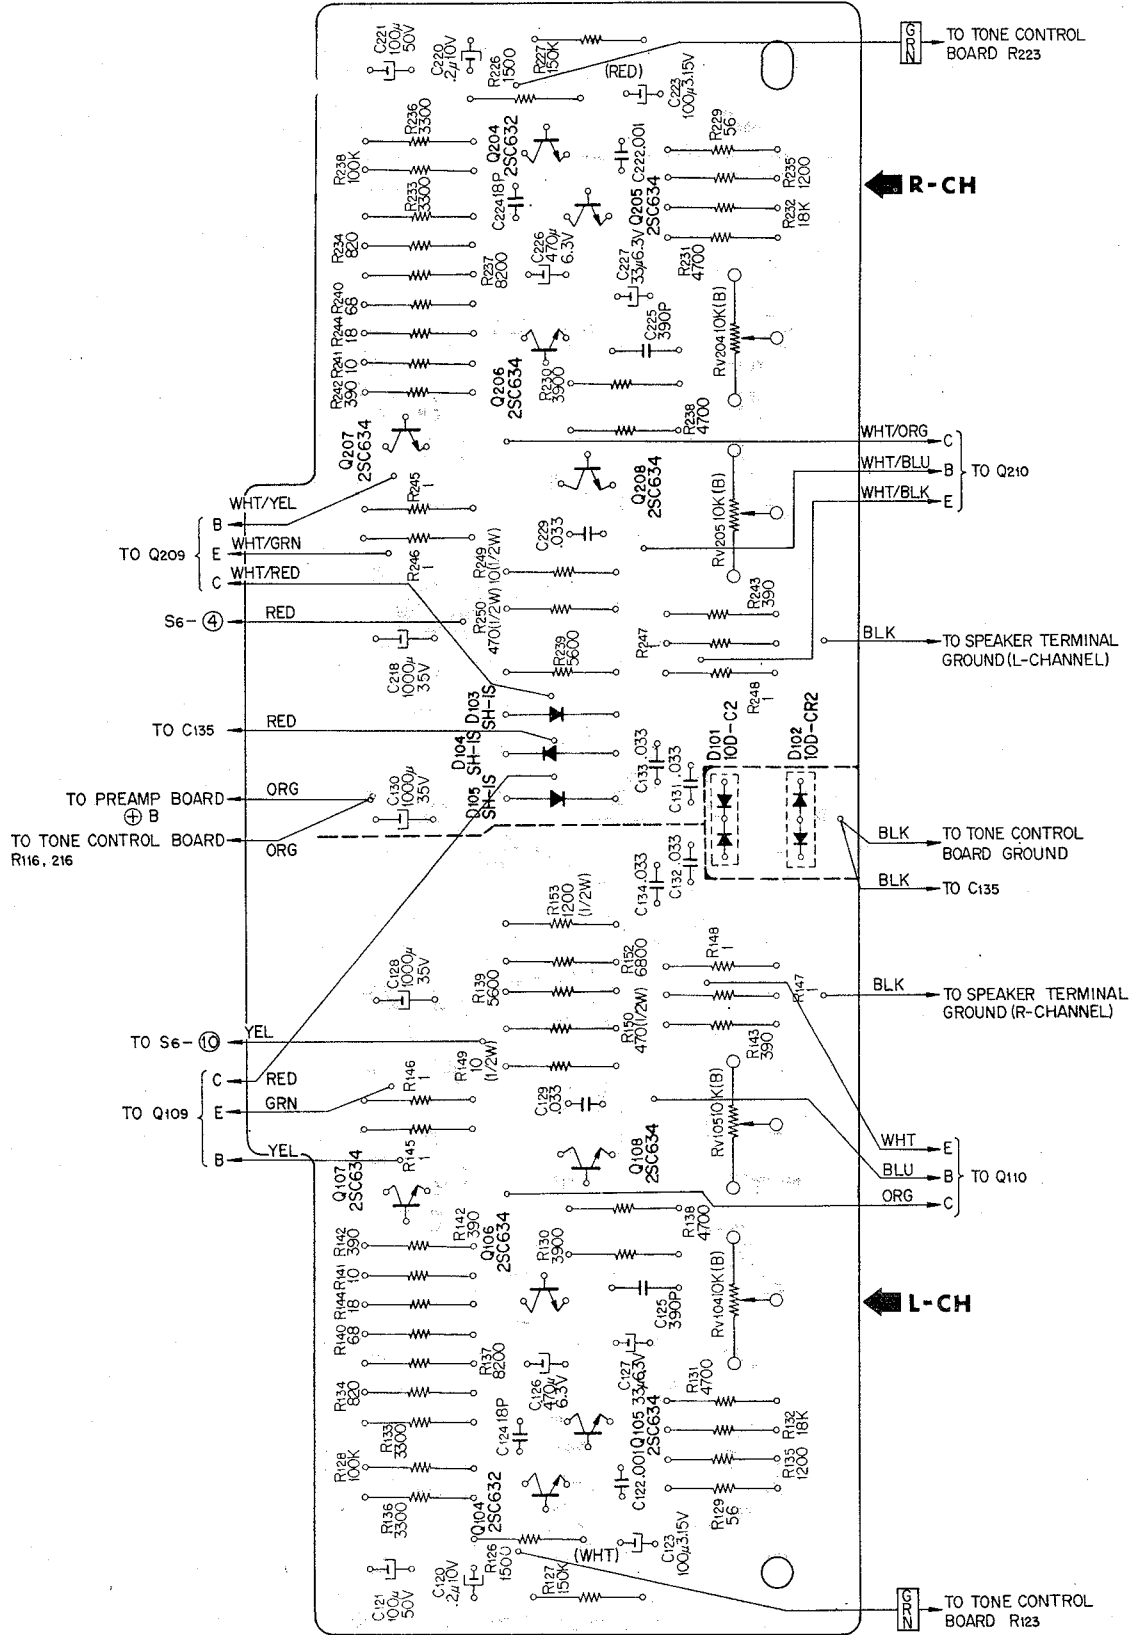 C221
100μ
50V
C220
.2μ10V
R226
1500
R227
150K
(RED)
C223
100μ3.15V
GRN
TO TONE CONTROL
BOARD R223
R236
3300
R238
100K
R233
3300
R234
820
R237
8200
R240
68
R244
18
R241
10
R242
390
Q204
2SC632
C22418P
C222.001
Q205
2SC634
C226
470μ
6.3V
C227
33μ6.3V
R229
56
R235
1200
R232
18K
R231
4700
R-CH
C225
390P
RV20410K(B)
Q206
2SC634
R230
3900
R238
4700
Q207
2SC634
Q208
2SC634
WHT/ORG C
WHT/BLU B
WHT/BLK E
TO Q210
WHT/YEL
B
WHT/GRN
E
WHT/RED
C
TO Q209
R245
1
R246
1
R249
10(1/2W)
R250
470(1/2W)
C229
.033
RV20510K(B)
R243
390
R247
1
R248
1
S6-④ RED
C218
1000μ
35V
R239
5600
BLK TO SPEAKER TERMINAL
GROUND(L-CHANNEL)
D103
SH-1S
D104
SH-1S
D105
SH-1S
TO C135 RED
D101
10D-C2
D102
10D-CR2
C133.033
C131.033
TO PREAMP BOARD ORG
⊕ B
TO TONE CONTROL BOARD ORG
R116, 216
C130
1000μ
35V
BLK TO TONE CONTROL
BOARD GROUND
BLK TO C135
C134.033
C132.033
R153
1200
(1/2W)
C128
1000μ
35V
R139
5600
R152
6800
R150
470(1/2W)
R148
1
R147
1
R143
390
BLK TO SPEAKER TERMINAL
GROUND(R-CHANNEL)
TO S6-⑩ YEL
C RED
E GRN
B YEL
TO Q109
R149
10
(1/2W)
R146
1
R145
1
C129
.033
RV10510K(B)
Q108
2SC634
WHT E
BLU B
ORG C
TO Q110
Q107
2SC634
R142
390
Q106
2SC634
R130
3900
R138
4700
R142
390
R141
10
R144
18
R140
68
R134
820
R137
8200
R133
3300
R128
100K
R136
3300
C125
390P
RV10410K(B)
L-CH
C126
470μ
6.3V
C127
33μ6.3V
R131
4700
C12418P
Q105
2SC634
R132
18K
R135
1200
R129
56
C122.001
Q104
2SC632
C121
100μ
50V
C120
.2μ10V
R126
1500
R127
150K
(WHT)
C123
100μ3.15V
GRN
TO TONE CONTROL
BOARD R123